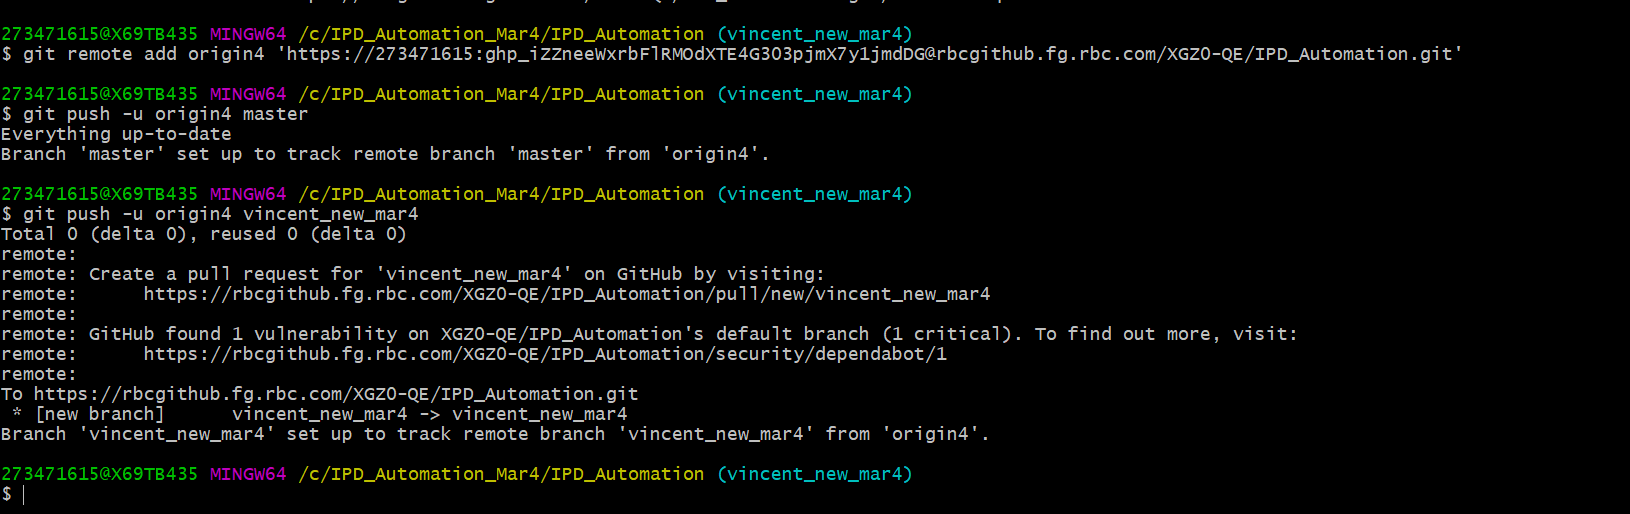 273471615@X69TB435 MINGW64 /c/IPD_Automation_Mar4/IPD_Automation (vincent_new_mar4)
$ git remote add origin4 'https://273471615:ghp_iZZneeWxrbFlRMOdXTE4G3O3pjmX7y1jmdDG@rbcgithub.fg.rbc.com/XGZ0-QE/IPD_Automation.git'
273471615@X69TB435 MINGW64 /c/IPD_Automation_Mar4/IPD_Automation (vincent_new_mar4)
$ git push -u origin4 master
Everything up-to-date
Branch 'master' set up to track remote branch 'master' from 'origin4'.
273471615@X69TB435 MINGW64 /c/IPD_Automation_Mar4/IPD_Automation (vincent_new_mar4)
$ git push -u origin4 vincent_new_mar4
Total 0 (delta 0), reused 0 (delta 0)
remote:
remote: Create a pull request for 'vincent_new_mar4' on GitHub by visiting:
remote:      https://rbcgithub.fg.rbc.com/XGZ0-QE/IPD_Automation/pull/new/vincent_new_mar4
remote:
remote: GitHub found 1 vulnerability on XGZ0-QE/IPD_Automation's default branch (1 critical). To find out more, visit:
remote:      https://rbcgithub.fg.rbc.com/XGZ0-QE/IPD_Automation/security/dependabot/1
remote:
To https://rbcgithub.fg.rbc.com/XGZ0-QE/IPD_Automation.git
 * [new branch]      vincent_new_mar4 -> vincent_new_mar4
Branch 'vincent_new_mar4' set up to track remote branch 'vincent_new_mar4' from 'origin4'.
273471615@X69TB435 MINGW64 /c/IPD_Automation_Mar4/IPD_Automation (vincent_new_mar4)
$